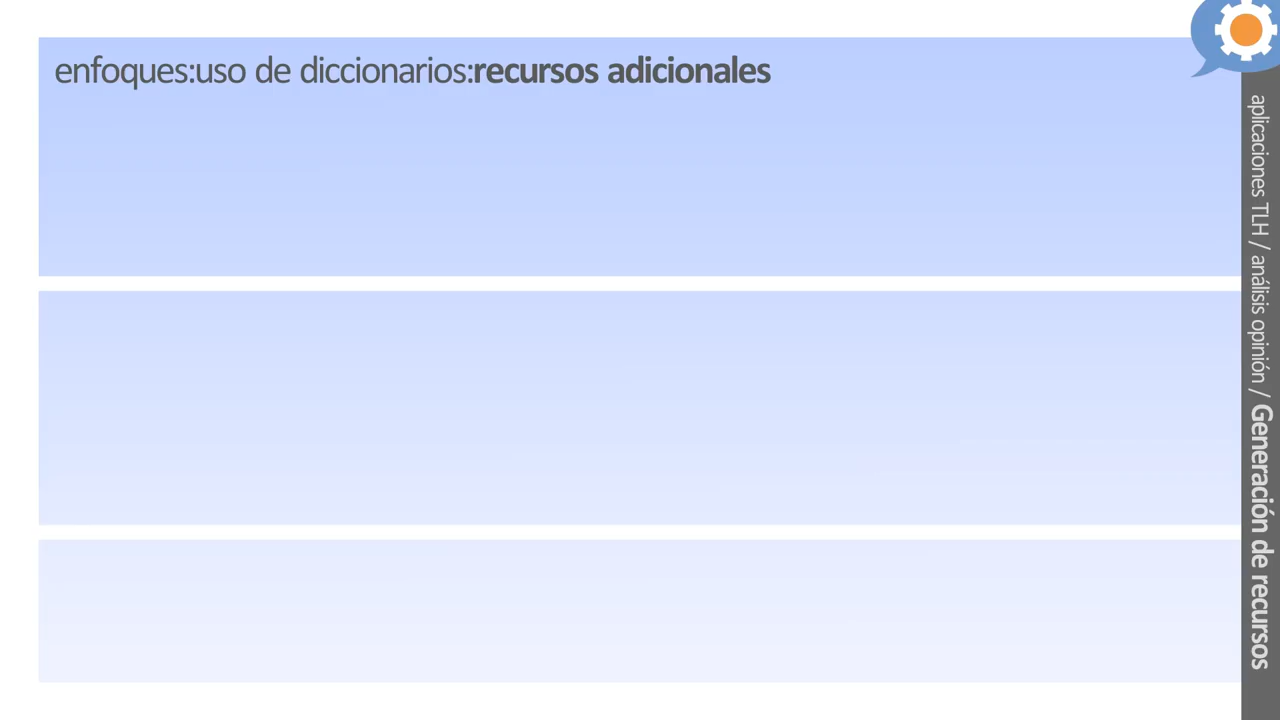 enfoques:uso de diccionarios:recursos adicionales
aplicaciones TLH / análisis opinión / Generación de recursos